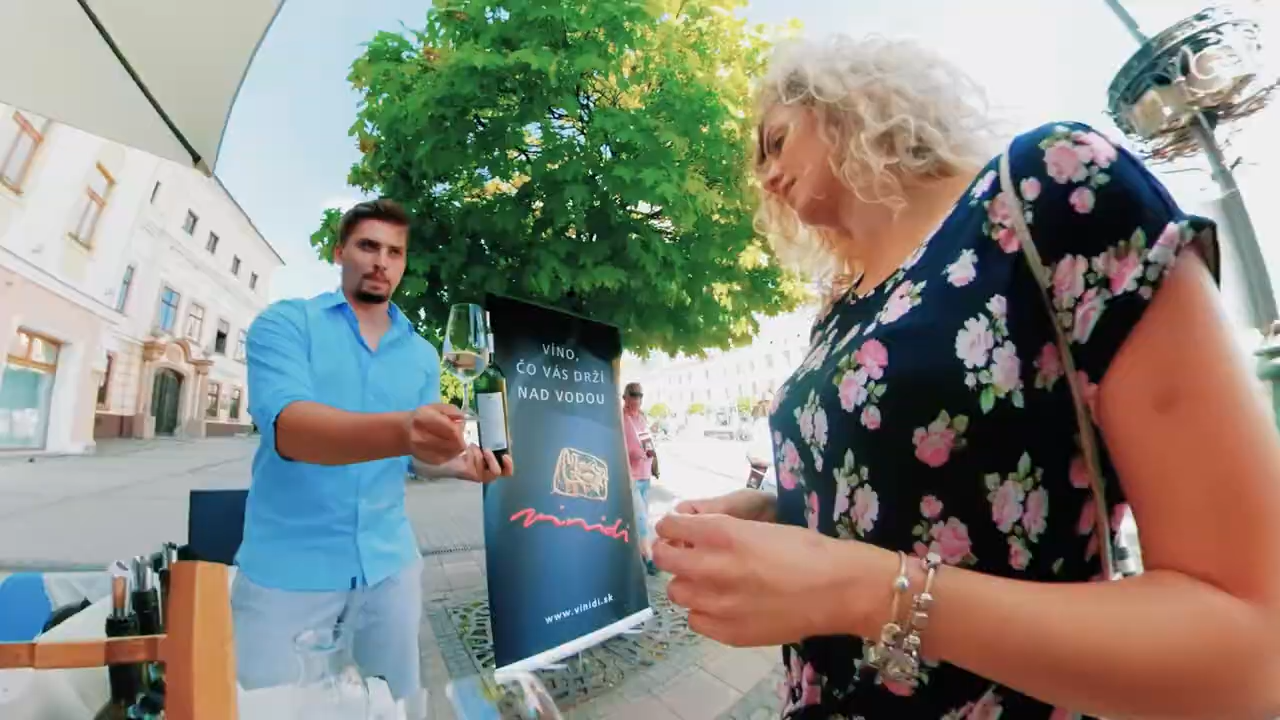 VÍNO,
ČO VÁS DRŽÍ
NAD VODOU
vinidi
www.vinidi.sk